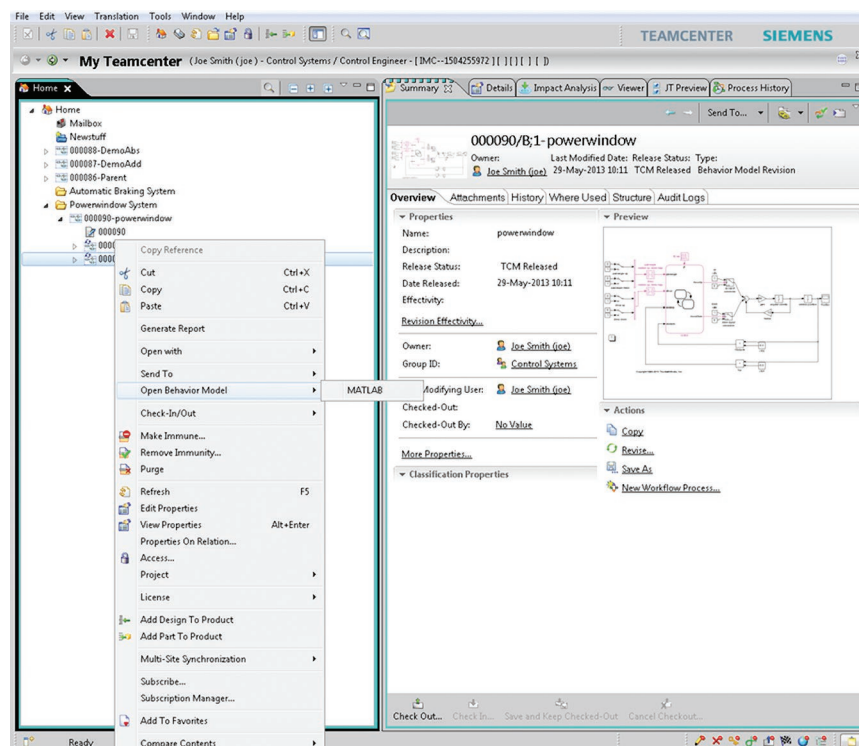 File Edit View Translation Tools Window Help
TEAMCENTER SIEMENS
My Teamcenter (Joe Smith (joe) - Control Systems / Control Engineer - [ IMC--1504255972 ] [ ] [ ] [ ] [ ])
Home
Summary Details Impact Analysis Viewer JT Preview Process History
Send To...
Home
Mailbox
Newstuff
000088-DemoAbs
000087-DemoAdd
000086-Parent
Automatic Braking System
Powerwindow System
000090-powerwindow
000090
Copy Reference
Cut Ctrl+X
Copy Ctrl+C
Paste Ctrl+V
Generate Report
Open with
Send To
Open Behavior Model
MATLAB
Check-In/Out
Make Immune...
Remove Immunity...
Purge
Refresh F5
Edit Properties
View Properties Alt+Enter
Properties On Relation...
Access...
Project
License
Add Design To Product
Add Part To Product
Multi-Site Synchronization
Subscribe...
Subscription Manager...
Add To Favorites
Compare Contents
000090/B;1-powerwindow
Owner: Last Modified Date: Release Status: Type:
Joe Smith (joe) 29-May-2013 10:11 TCM Released Behavior Model Revision
Overview Attachments History Where Used Structure Audit Logs
Properties
Name: powerwindow
Description:
Release Status: TCM Released
Date Released: 29-May-2013 10:11
Effectivity:
Revision Effectivity...
Owner: Joe Smith (joe)
Group ID: Control Systems
Modifying User: Joe Smith (joe)
Checked-Out:
Checked-Out By: No Value
More Properties...
Classification Properties
Preview
Actions
Copy
Revise...
Save As
New Workflow Process...
Check Out... Check In... Save and Keep Checked-Out Cancel Checkout...
Ready